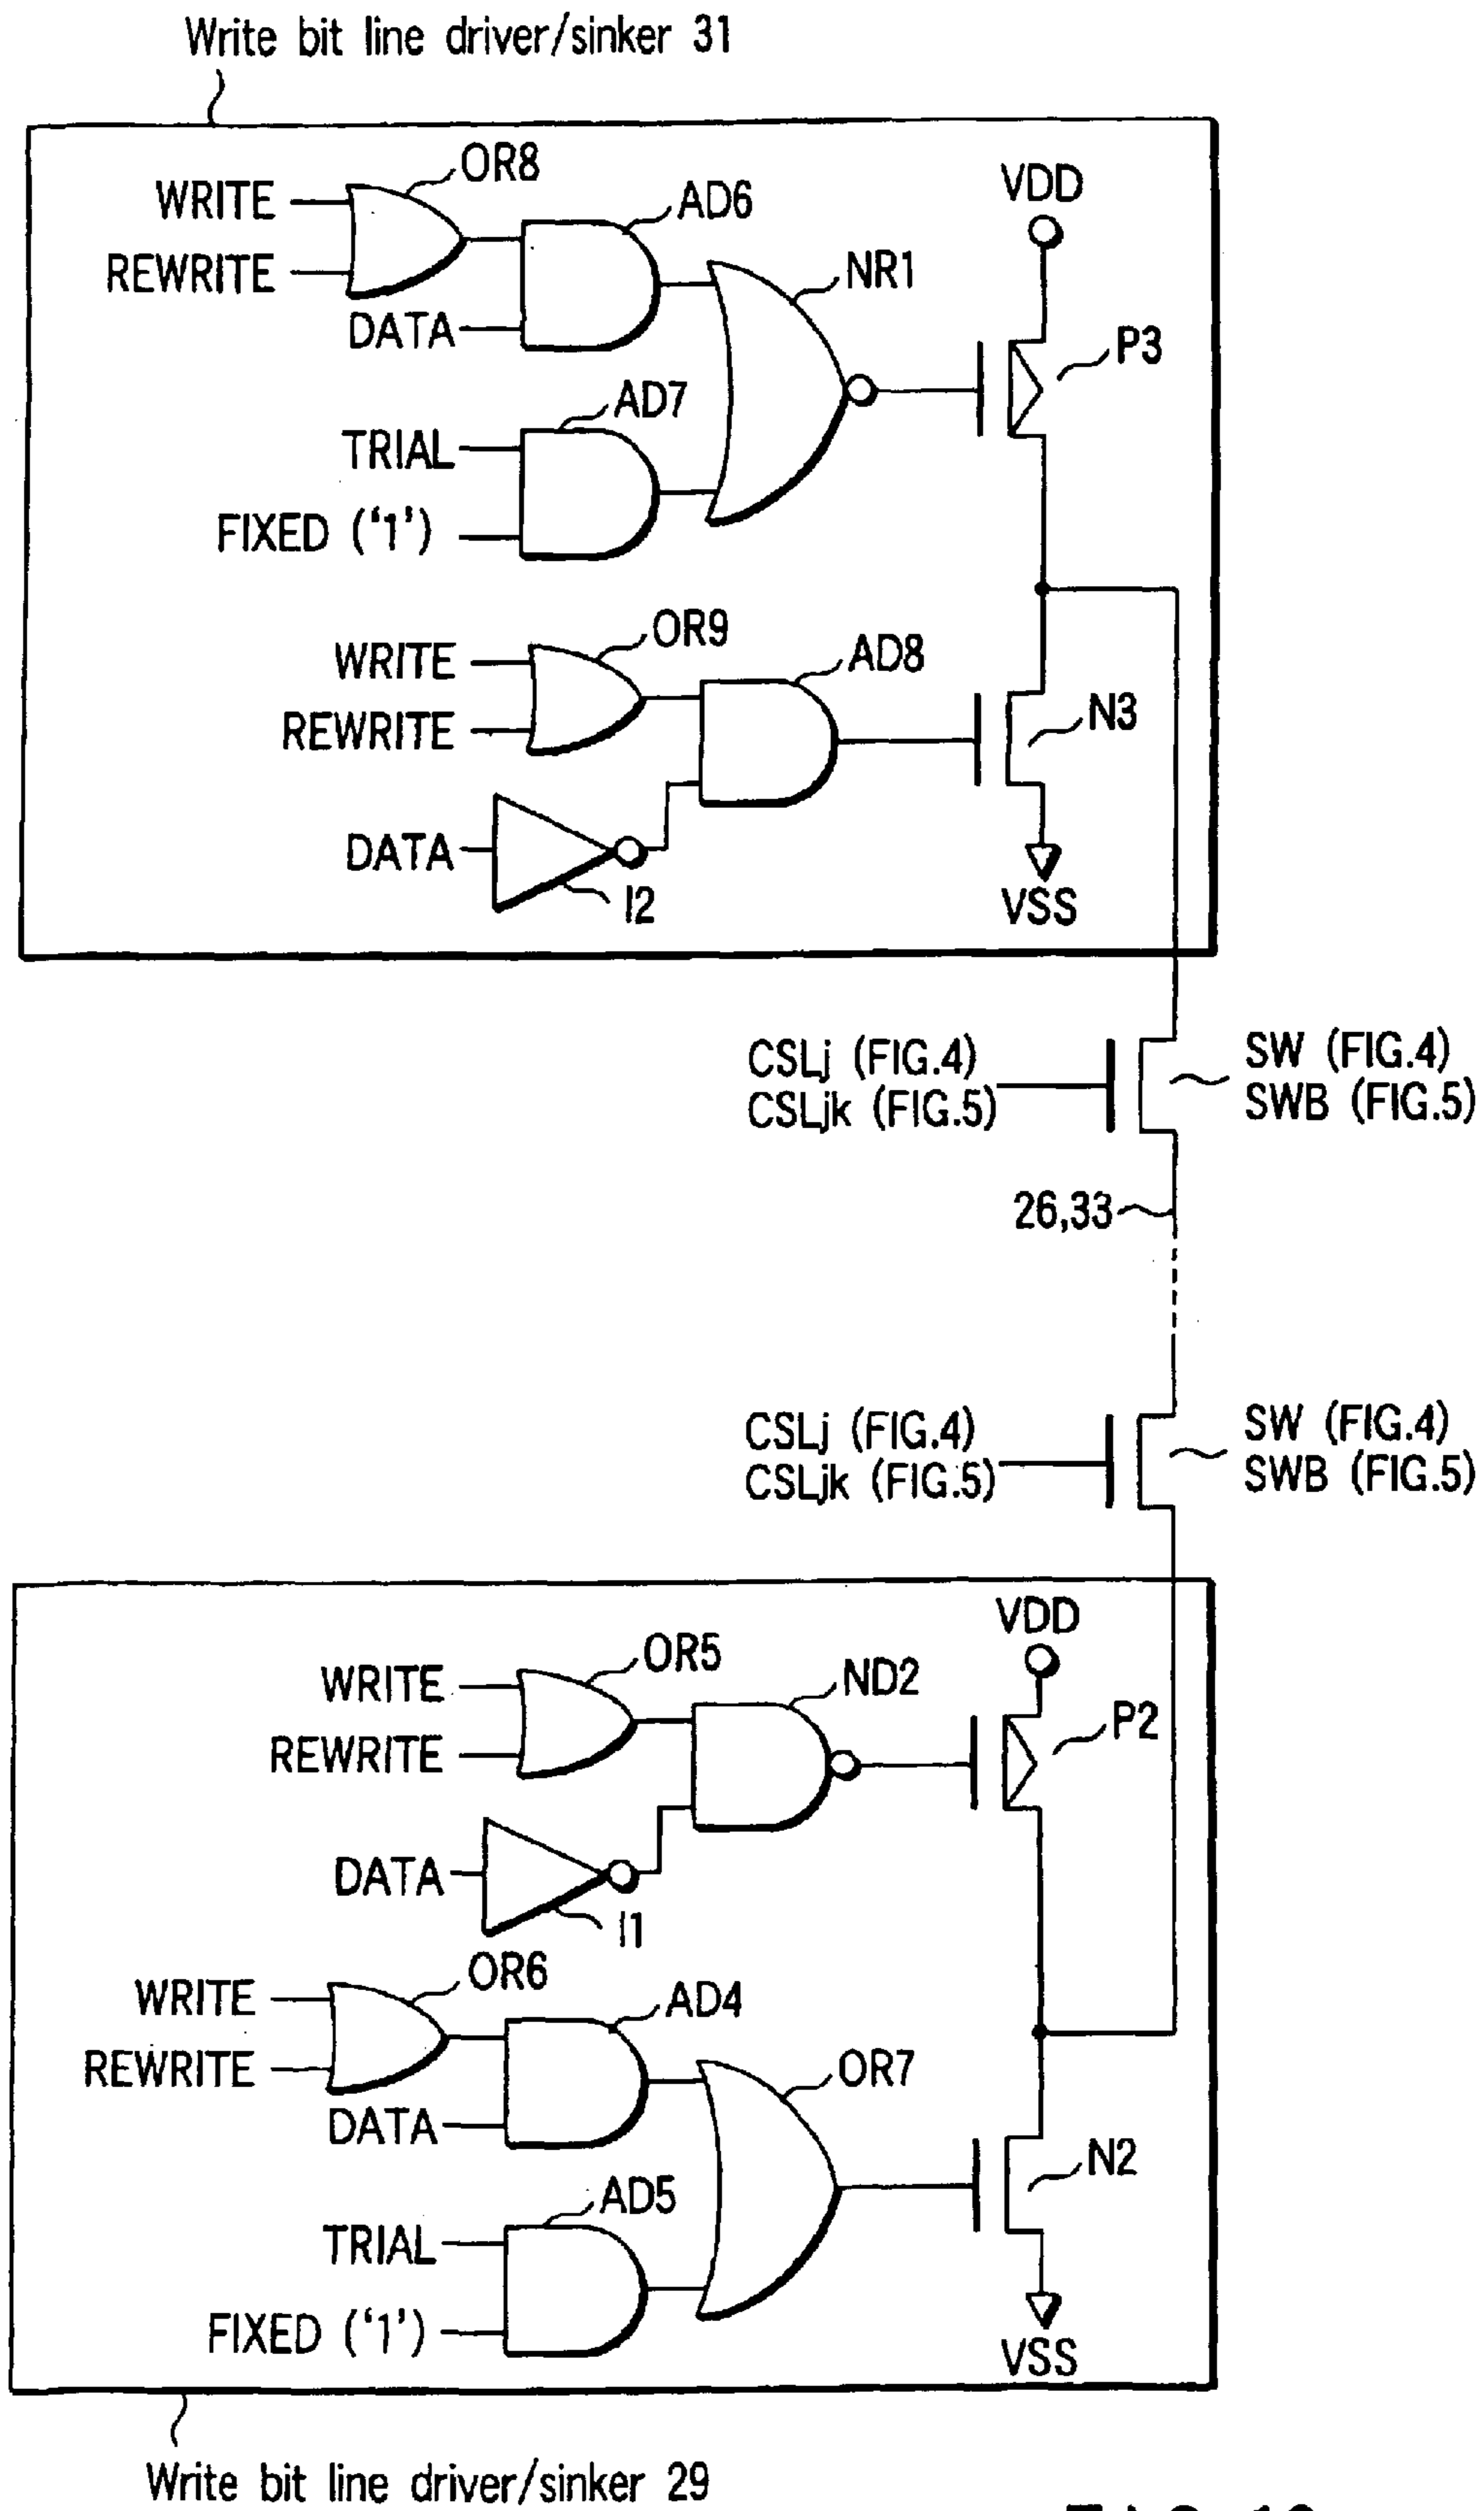 Write bit line driver/sinker 31
OR8
WRITE
REWRITE
AD6
DATA
NR1
VDD
P3
AD7
TRIAL
FIXED ('1')
OR9
WRITE
REWRITE
AD8
N3
DATA
I2
VSS
CSLj (FIG.4)
CSLjk (FIG.5)
SW (FIG.4)
SWB (FIG.5)
26,33
CSLj (FIG.4)
CSLjk (FIG.5)
SW (FIG.4)
SWB (FIG.5)
VDD
OR5
WRITE
REWRITE
ND2
P2
DATA
I1
OR6
WRITE
REWRITE
AD4
DATA
OR7
N2
AD5
TRIAL
FIXED ('1')
VSS
Write bit line driver/sinker 29